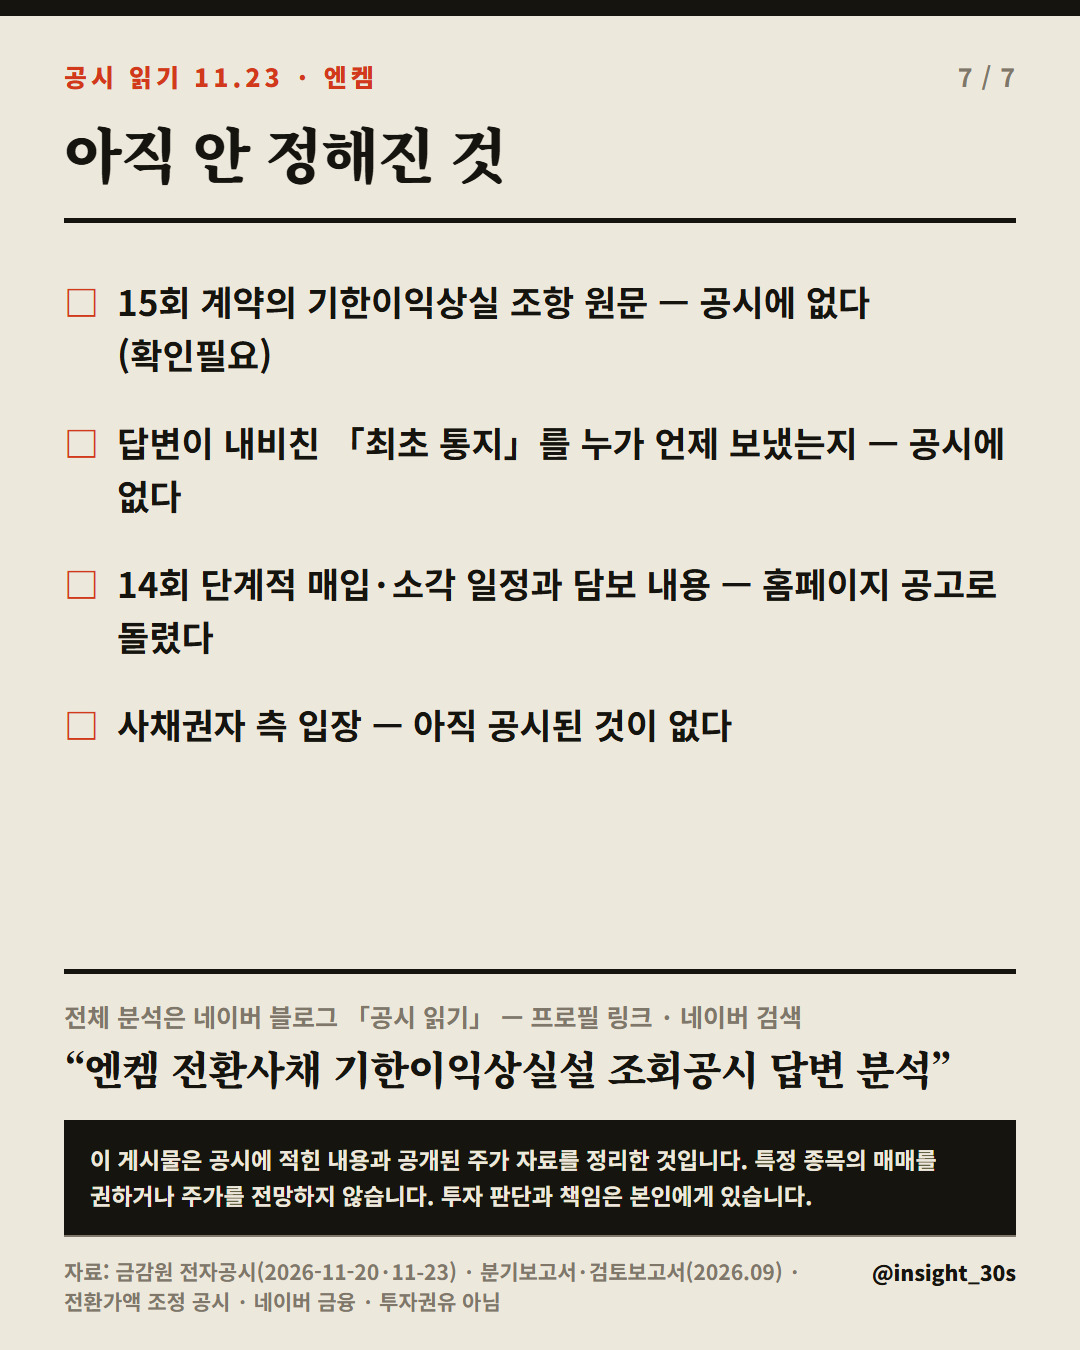 공시 읽기 11.23 · 엔켐
7 / 7
아직 안 정해진 것
□ 15회 계약의 기한이익상실 조항 원문 — 공시에 없다
(확인필요)
□ 답변이 내비친 「최초 통지」를 누가 언제 보냈는지 — 공시에
없다
□ 14회 단계적 매입·소각 일정과 담보 내용 — 홈페이지 공고로
돌렸다
□ 사채권자 측 입장 — 아직 공시된 것이 없다
전체 분석은 네이버 블로그 「공시 읽기」 — 프로필 링크 · 네이버 검색
“엔켐 전환사채 기한이익상실설 조회공시 답변 분석”
이 게시물은 공시에 적힌 내용과 공개된 주가 자료를 정리한 것입니다. 특정 종목의 매매를
권하거나 주가를 전망하지 않습니다. 투자 판단과 책임은 본인에게 있습니다.
자료: 금감원 전자공시(2026-11-20·11-23) · 분기보고서·검토보고서(2026.09) ·
전환가액 조정 공시 · 네이버 금융 · 투자권유 아님
@insight_30s